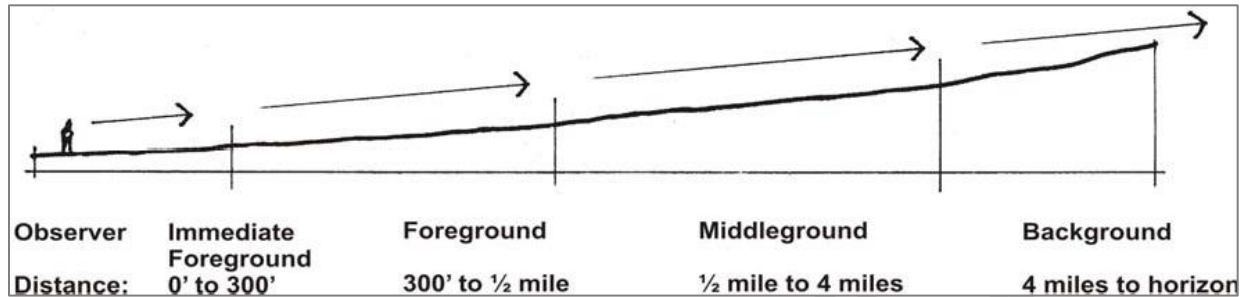 Observer Immediate Foreground Middleground Background
Foreground
Distance: 0' to 300' 300' to ½ mile ½ mile to 4 miles 4 miles to horizon